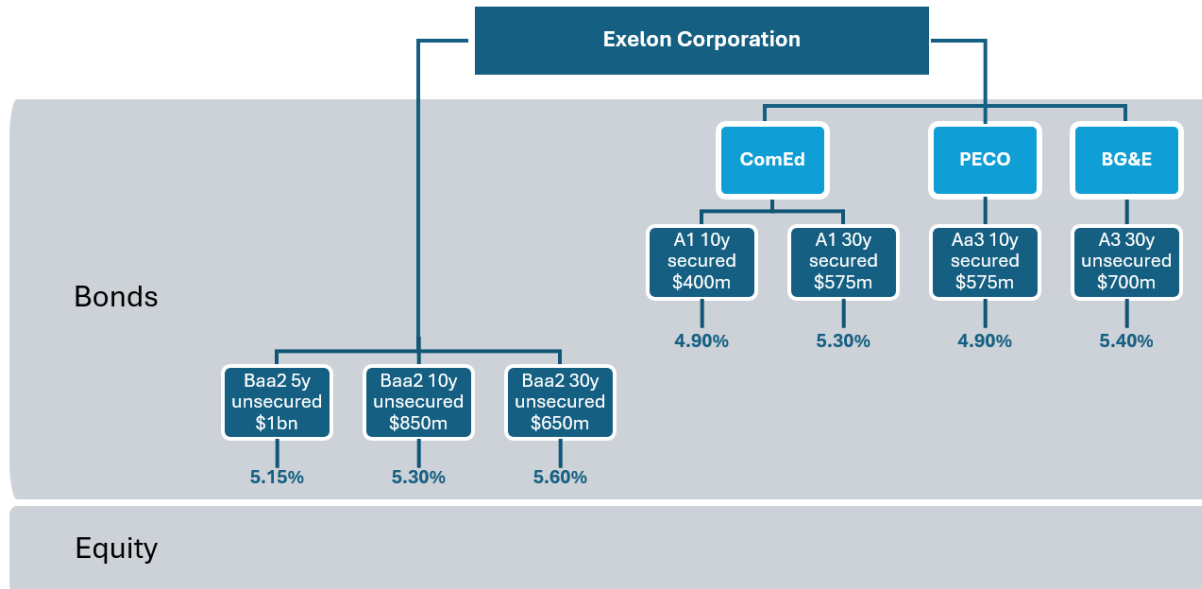 Exelon Corporation
ComEd
PECO
BG&E
A1 10y
secured
$400m
A1 30y
secured
$575m
Aa3 10y
secured
$575m
A3 30y
unsecured
$700m
Bonds
4.90%
5.30%
4.90%
5.40%
Baa2 5y
unsecured
$1bn
Baa2 10y
unsecured
$850m
Baa2 30y
unsecured
$650m
5.15%
5.30%
5.60%
Equity